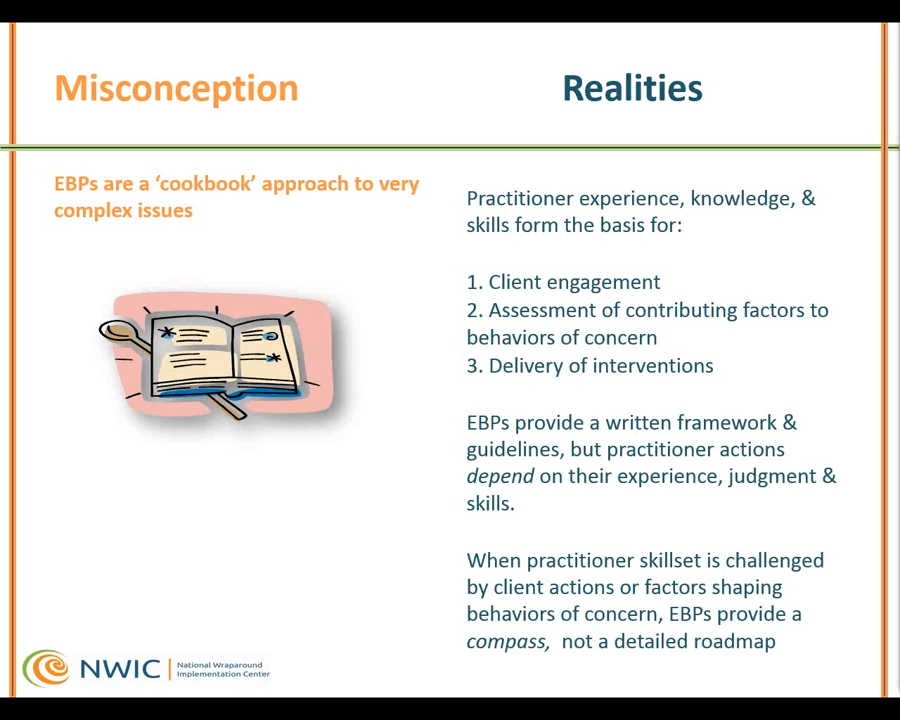 Misconception
Realities
EBPs are a ‘cookbook’ approach to very
complex issues
Practitioner experience, knowledge, &
skills form the basis for:
1. Client engagement
2. Assessment of contributing factors to
behaviors of concern
3. Delivery of interventions
EBPs provide a written framework &
guidelines, but practitioner actions
depend on their experience, judgment &
skills.
When practitioner skillset is challenged
by client actions or factors shaping
behaviors of concern, EBPs provide a
compass, not a detailed roadmap
NWIC
National Wraparound
Implementation Center